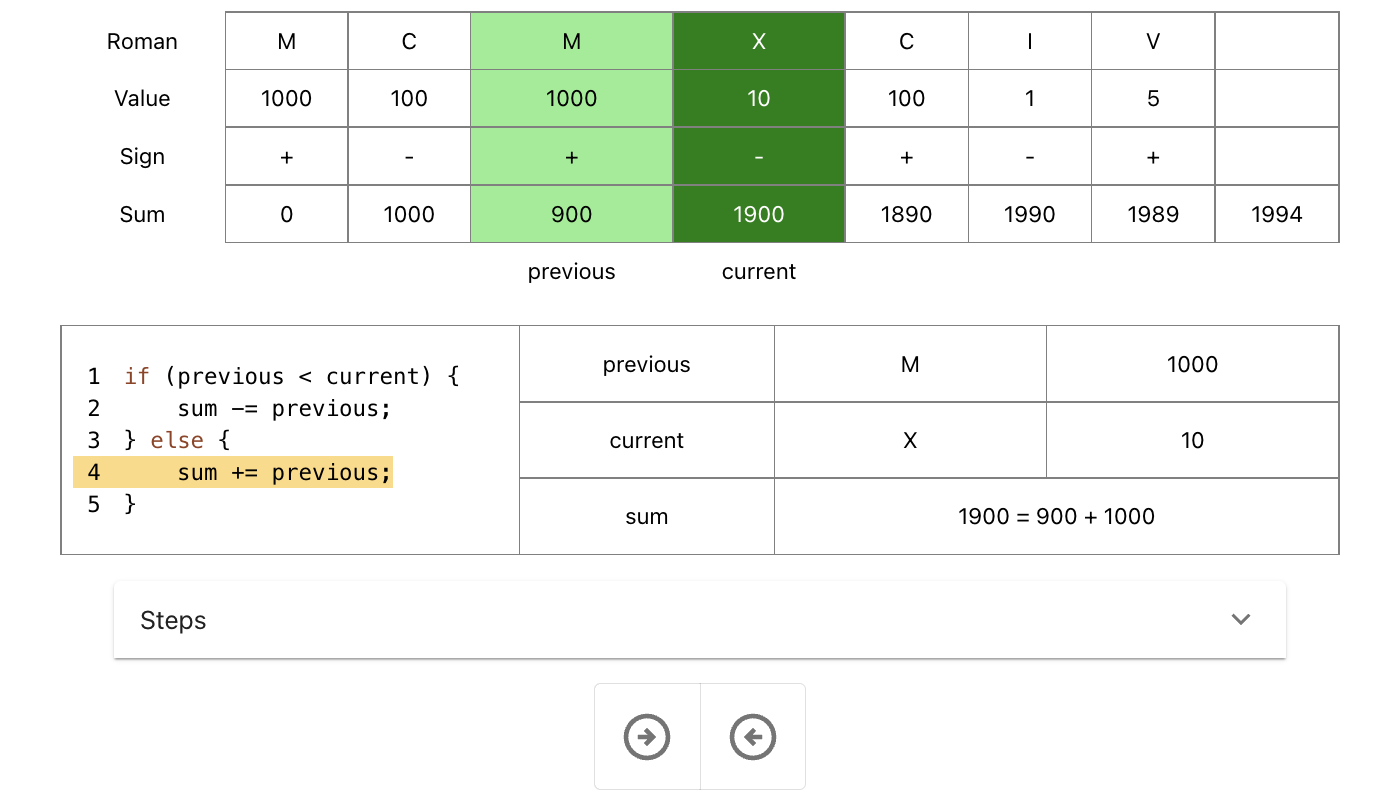 Roman M C M X C I V
Value 1000 100 1000 10 100 1 5
Sign + - + - + - +
Sum 0 1000 900 1900 1890 1990 1989 1994
previous current
1 if (previous < current) {
2 sum -= previous;
3 } else {
4 sum += previous;
5 }
previous M 1000
current X 10
sum 1900 = 900 + 1000
Steps